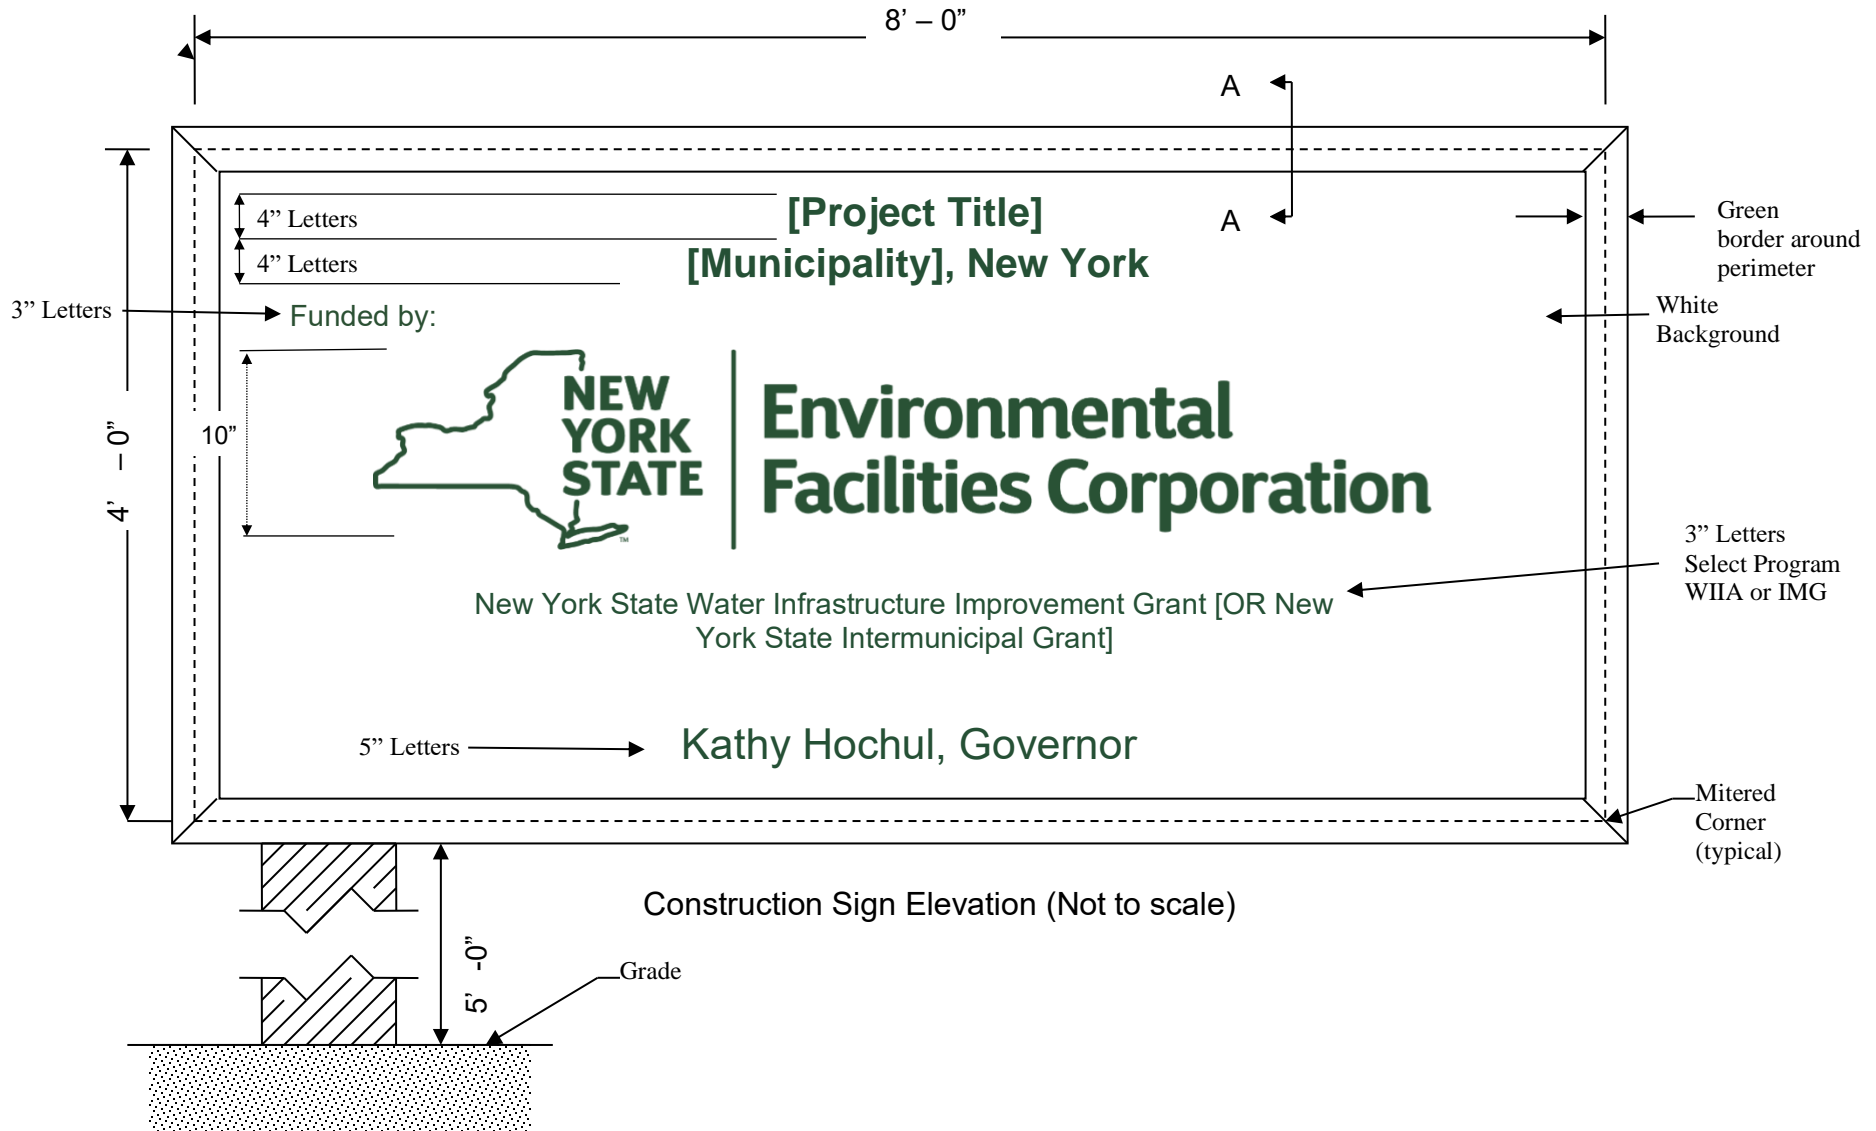 8’ – 0”
A
A
4” Letters
[Project Title]
4” Letters
[Municipality], New York
Green
border around
perimeter
3” Letters
Funded by:
White
Background
4’ – 0”
10”
NEW
YORK
STATE
TM
Environmental
Facilities Corporation
3” Letters
Select Program
WIIA or IMG
New York State Water Infrastructure Improvement Grant [OR New
York State Intermunicipal Grant]
5” Letters
Kathy Hochul, Governor
Mitered
Corner
(typical)
Construction Sign Elevation (Not to scale)
5’ -0”
Grade